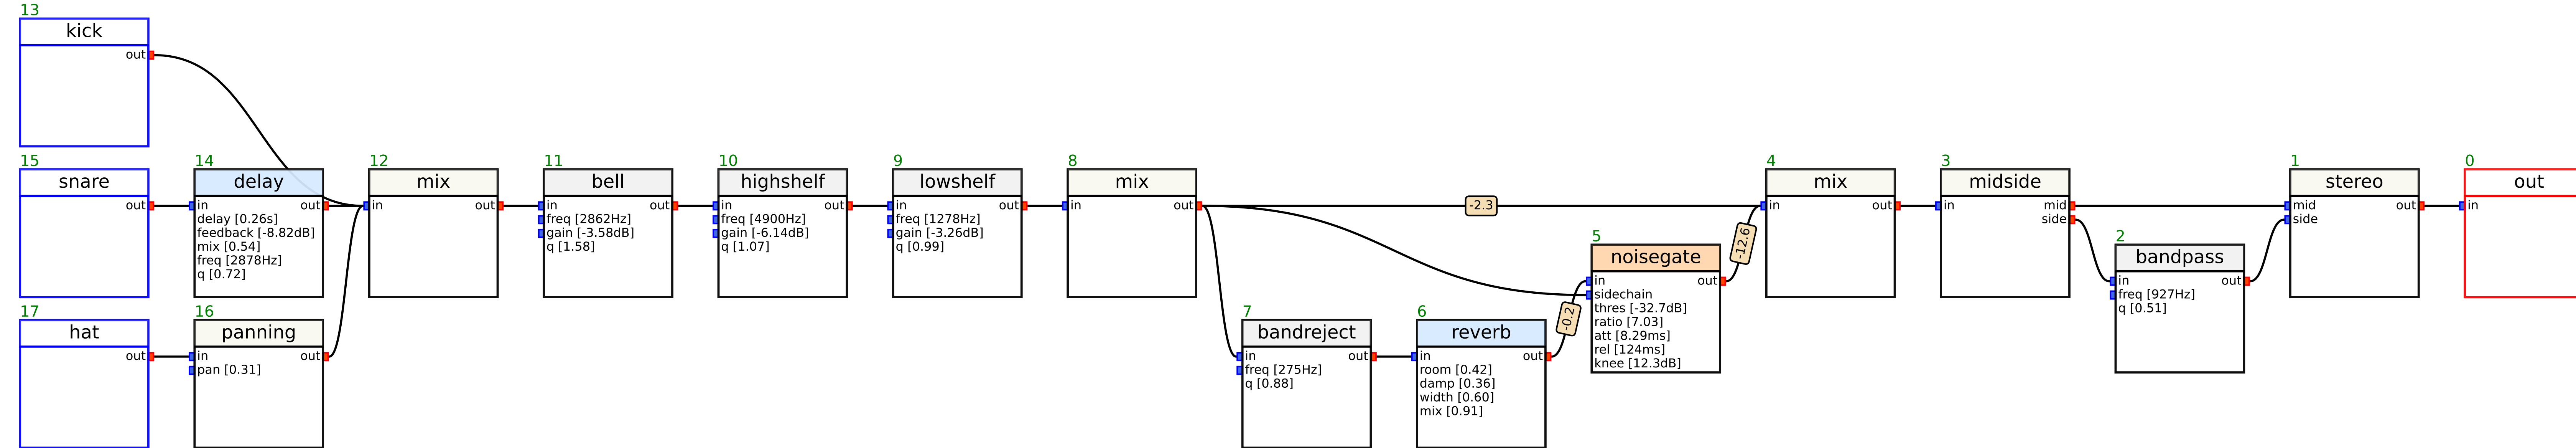 13
kick
out
15
snare
out
17
hat
out
14
delay
in out
delay [0.26s]
feedback [-8.82dB]
mix [0.54]
freq [2878Hz]
q [0.72]
16
panning
in out
pan [0.31]
12
mix
in out
11
bell
in out
freq [2862Hz]
gain [-3.58dB]
q [1.58]
10
highshelf
in out
freq [4900Hz]
gain [-6.14dB]
q [1.07]
9
lowshelf
in out
freq [1278Hz]
gain [-3.26dB]
q [0.99]
8
mix
in out
7
bandreject
in out
freq [275Hz]
q [0.88]
6
reverb
in out
room [0.42]
damp [0.36]
width [0.60]
mix [0.91]
-2.3
-0.2
5
noisegate
in out
sidechain
thres [-32.7dB]
ratio [7.03]
att [8.29ms]
rel [124ms]
knee [12.3dB]
-12.6
4
mix
in out
3
midside
in mid
side
2
bandpass
in out
freq [927Hz]
q [0.51]
1
stereo
mid out
side
0
out
in